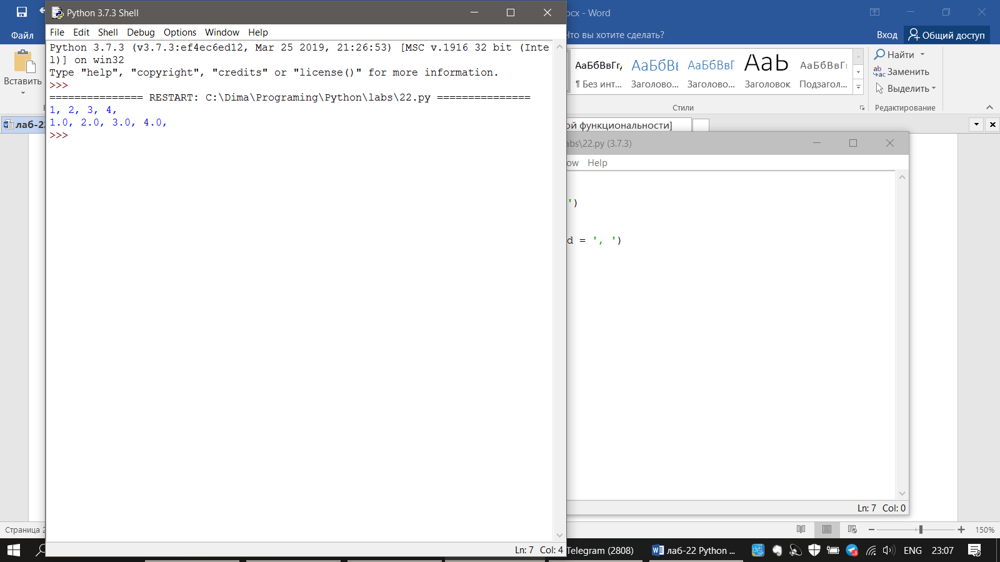 Python 3.7.3 Shell
File Edit Shell Debug Options Window Help
Python 3.7.3 (v3.7.3:ef4ec6ed12, Mar 25 2019, 21:26:53) [MSC v.1916 32 bit (Inte
l)] on win32
Type "help", "copyright", "credits" or "license()" for more information.
>>>
=============== RESTART: C:\Dima\Programing\Python\labs\22.py ===============
1, 2, 3, 4,
1.0, 2.0, 3.0, 4.0,
>>>
Ln: 7 Col: 4
- Word
Файл
Что вы хотите сделать?
Вход
Общий доступ
Вставить
АаБбВвГг, АаБбВв АаБбВвГ АаЬ АаБбВвГг
¶ Без инт... Заголово... Заголово... Заголовок Подзагол...
Стили
Найти
Заменить
Выделить
Редактирование
лаб-22
ой функциональности]
abs\22.py (3.7.3)
ow Help
')
d = ', ')
Ln: 7 Col: 0
Страница 2
150%
Telegram (2808)
лаб-22 Python ...
ENG
23:07